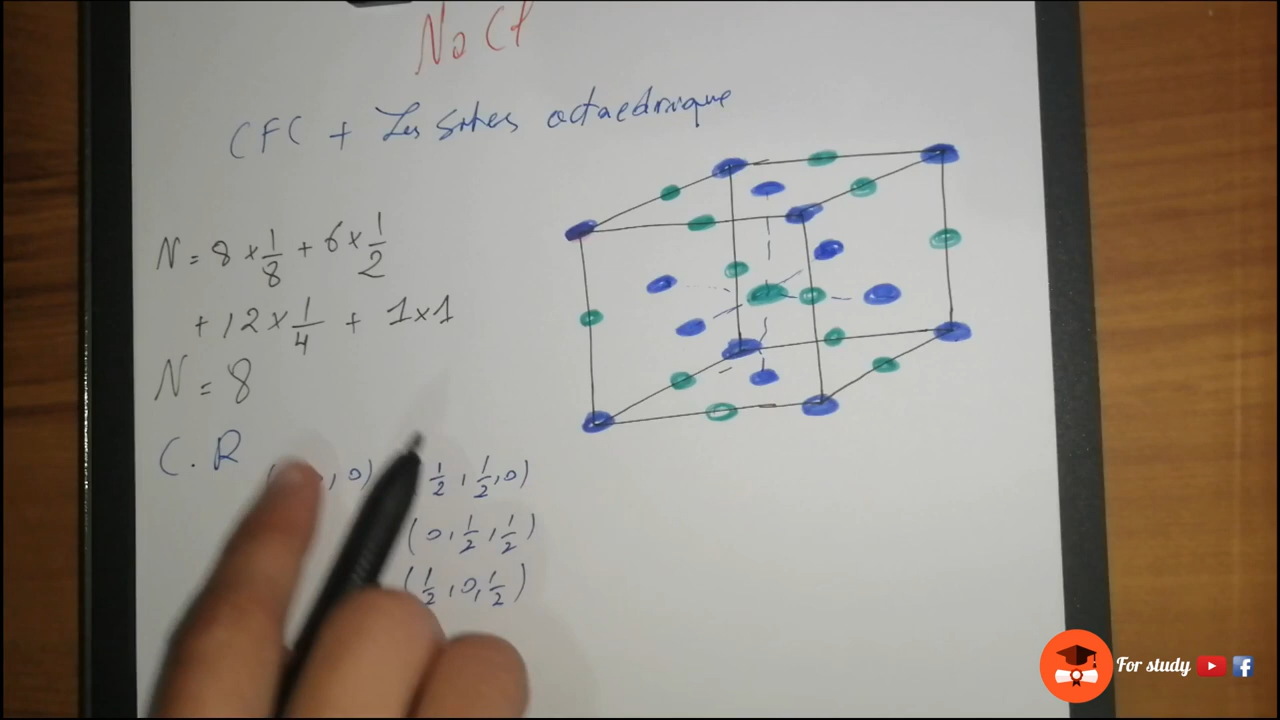 NaCl
CFC + Les sites octaedrique
N = 8 × 1/8 + 6 × 1/2
+ 12 × 1/4 + 1×1
N = 8
C.R
, 0) 1/2, 1/2, 0)
(0, 1/2, 1/2)
(1/2, 0, 1/2)
For study